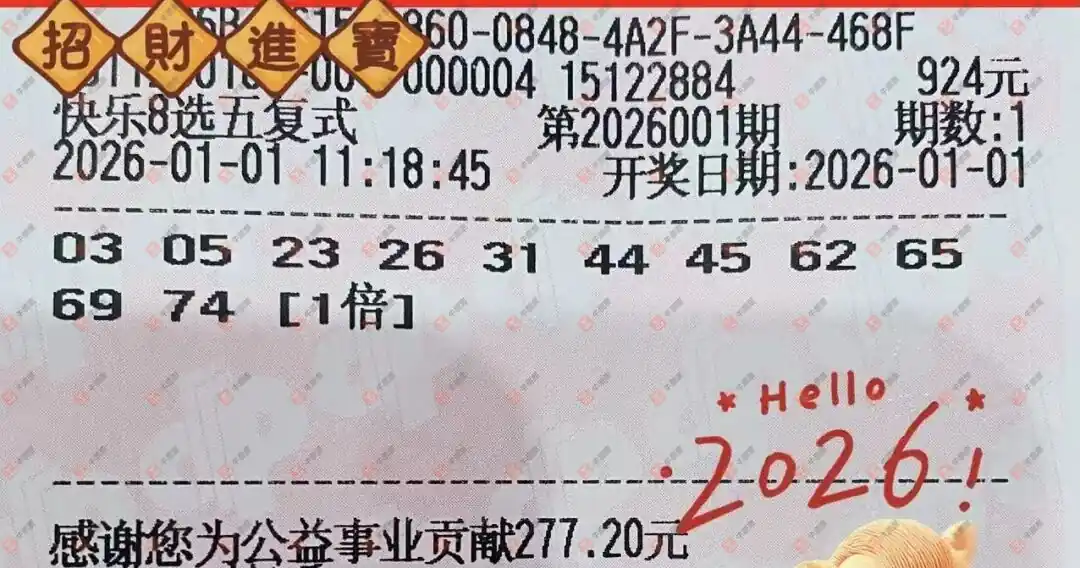 招財進寶
60-0848-4A2F-3A44-468F
000004 15122884 924元
快乐8选五复式 第2026001期 期数:1
2026-01-01 11:18:45 开奖日期:2026-01-01
03 05 23 26 31 44 45 62 65
69 74 [1倍]
Hello
2026!
感谢您为公益事业贡献277.20元